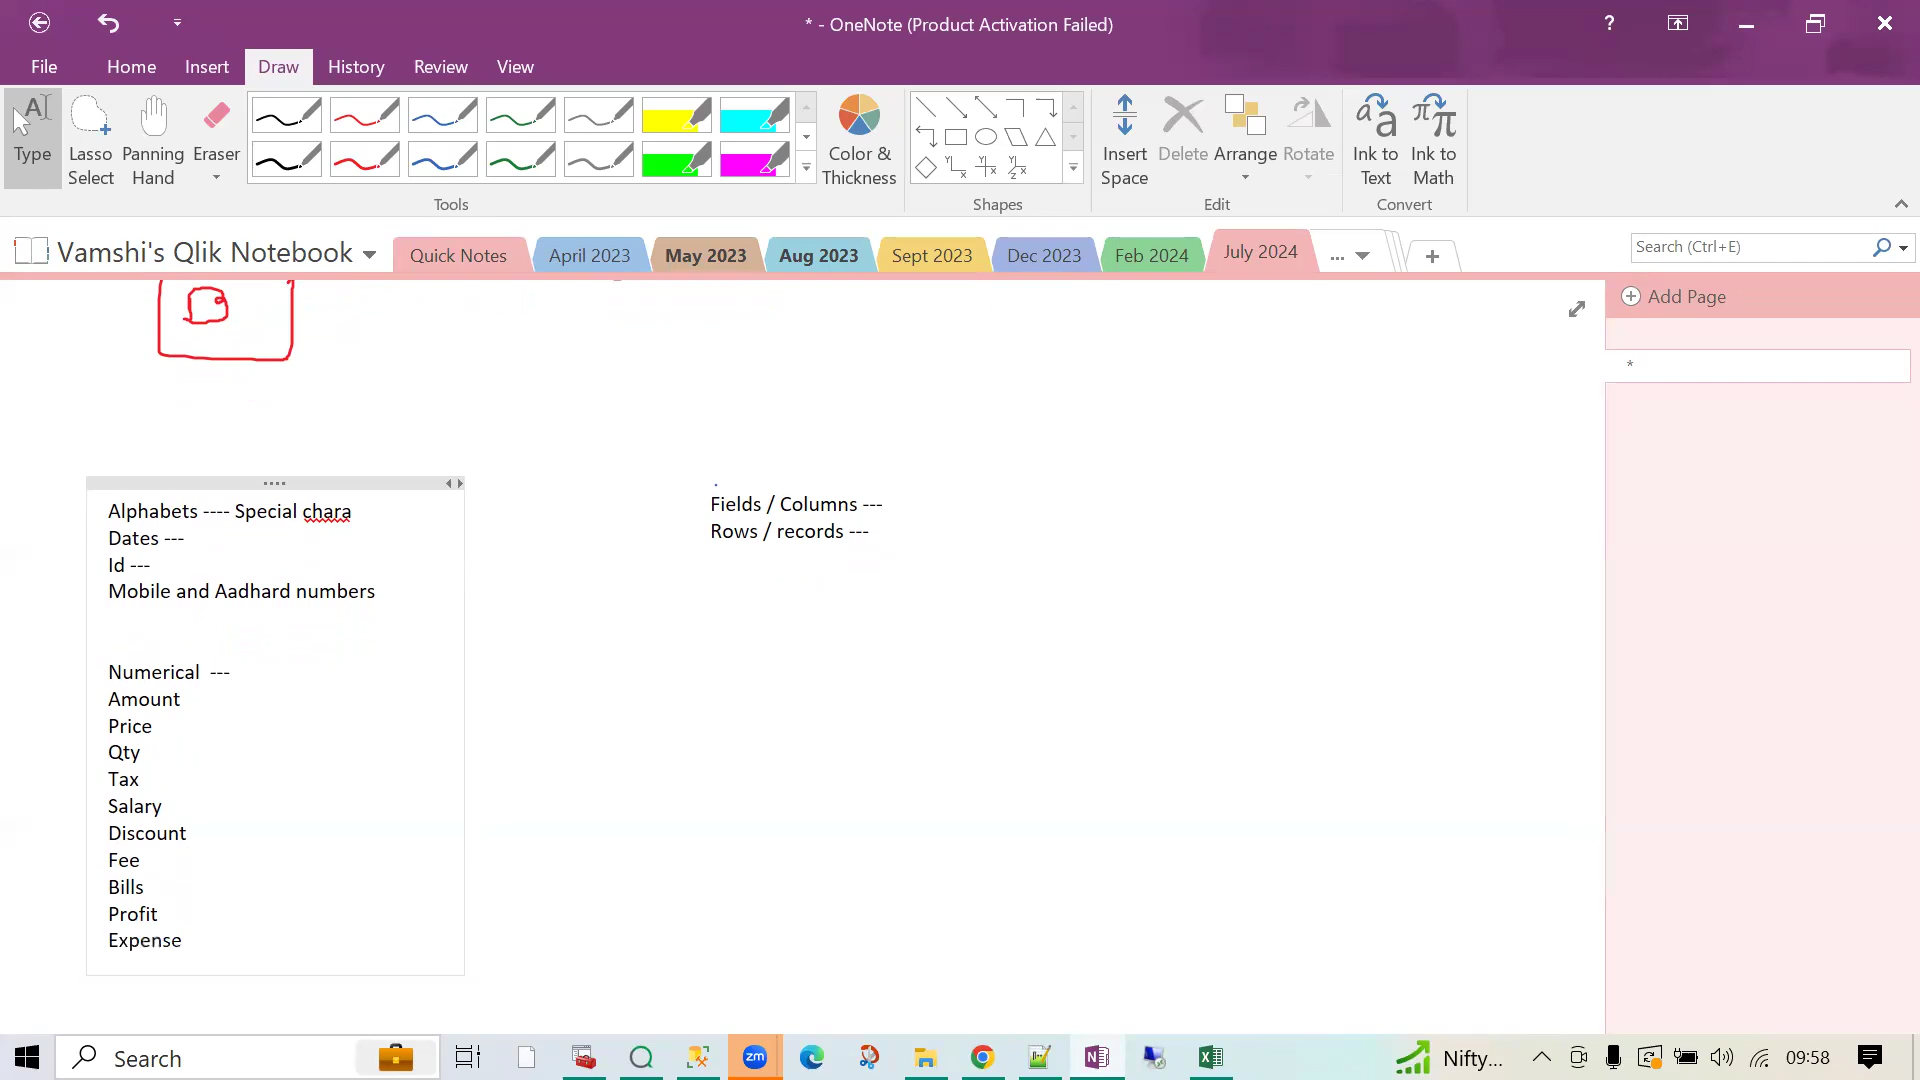 * - OneNote (Product Activation Failed)
?
File Home Insert Draw History Review View
Type
Lasso Select
Panning Hand
Eraser
Color & Thickness
Insert Space
Delete
Arrange
Rotate
Ink to Text
Ink to Math
Tools Shapes Edit Convert
Vamshi's Qlik Notebook
Quick Notes April 2023 May 2023 Aug 2023 Sept 2023 Dec 2023 Feb 2024 July 2024 ... +
Search (Ctrl+E)
Add Page
*
Alphabets ---- Special chara
Dates ---
Id ---
Mobile and Aadhard numbers
Numerical ---
Amount
Price
Qty
Tax
Salary
Discount
Fee
Bills
Profit
Expense
Fields / Columns ---
Rows / records ---
Search
zm
Nifty...
09:58